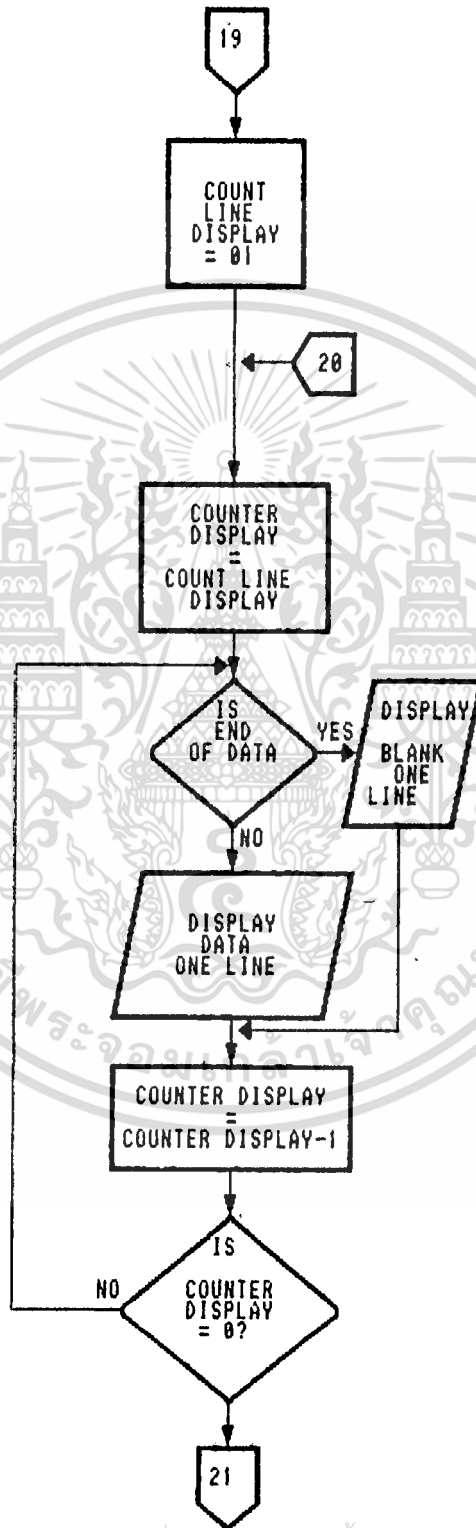 19
COUNT
LINE
DISPLAY
= 01
20
COUNTER
DISPLAY
=
COUNT LINE
DISPLAY
IS
END
OF DATA
YES
DISPLAY
BLANK
ONE
LINE
NO
DISPLAY
DATA
ONE LINE
COUNTER DISPLAY
=
COUNTER DISPLAY-1
IS
NO
COUNTER
DISPLAY
= 0?
21